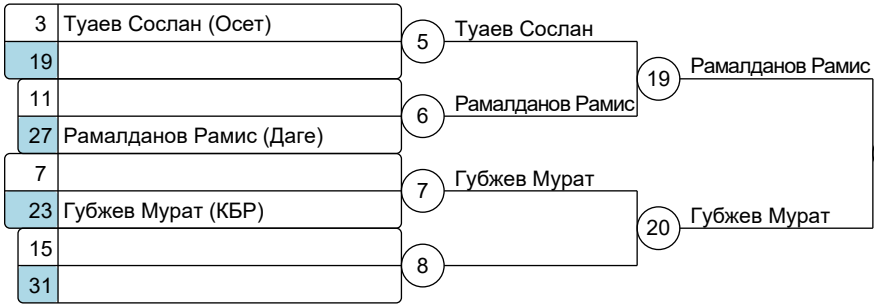 3 Туаев Сослан (Осет)
19
5 Туаев Сослан
11
27 Рамалданов Рамис (Даге)
6 Рамалданов Рамис
19 Рамалданов Рамис
7
23 Губжев Мурат (КБР)
7 Губжев Мурат
15
31
8
20 Губжев Мурат